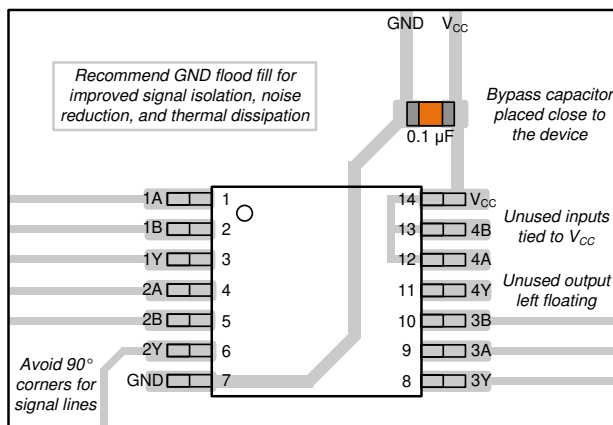 GND VCC
Recommend GND flood fill for
improved signal isolation, noise
reduction, and thermal dissipation
Bypass capacitor
placed close to
the device
0.1 µF
1A 1 14 VCC
1B 2 13 4B
1Y 3 12 4A
2A 4 11 4Y
2B 5 10 3B
2Y 6 9 3A
GND 7 8 3Y
Unused inputs
tied to VCC
Unused output
left floating
Avoid 90°
corners for
signal lines